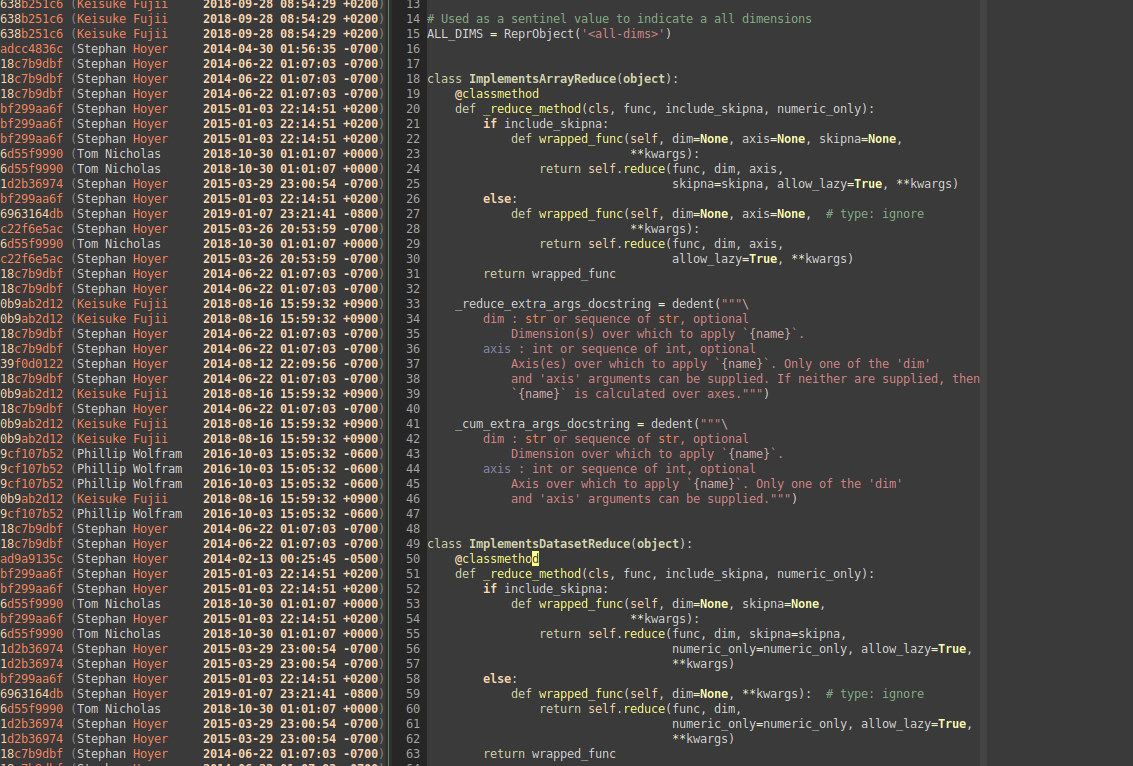 638b251c6 (Keisuke Fujii     2018-09-28 08:54:29 +0200)   13
638b251c6 (Keisuke Fujii     2018-09-28 08:54:29 +0200)   14 # Used as a sentinel value to indicate a all dimensions
638b251c6 (Keisuke Fujii     2018-09-28 08:54:29 +0200)   15 ALL_DIMS = ReprObject('<all-dims>')
adcc4836c (Stephan Hoyer     2014-04-30 01:56:35 -0700)   16
18c7b9dbf (Stephan Hoyer     2014-06-22 01:07:03 -0700)   17
18c7b9dbf (Stephan Hoyer     2014-06-22 01:07:03 -0700)   18 class ImplementsArrayReduce(object):
18c7b9dbf (Stephan Hoyer     2014-06-22 01:07:03 -0700)   19     @classmethod
bf299aa6f (Stephan Hoyer     2015-01-03 22:14:51 +0200)   20     def _reduce_method(cls, func, include_skipna, numeric_only):
bf299aa6f (Stephan Hoyer     2015-01-03 22:14:51 +0200)   21         if include_skipna:
bf299aa6f (Stephan Hoyer     2015-01-03 22:14:51 +0200)   22             def wrapped_func(self, dim=None, axis=None, skipna=None,
6d55f9990 (Tom Nicholas      2018-10-30 01:01:07 +0000)   23                              **kwargs):
6d55f9990 (Tom Nicholas      2018-10-30 01:01:07 +0000)   24                 return self.reduce(func, dim, axis,
1d2b36974 (Stephan Hoyer     2015-03-29 23:00:54 -0700)   25                                    skipna=skipna, allow_lazy=True, **kwargs)
bf299aa6f (Stephan Hoyer     2015-01-03 22:14:51 +0200)   26         else:
6963164db (Stephan Hoyer     2019-01-07 23:21:41 -0800)   27             def wrapped_func(self, dim=None, axis=None,  # type: ignore
c22f6e5ac (Stephan Hoyer     2015-03-26 20:53:59 -0700)   28                              **kwargs):
6d55f9990 (Tom Nicholas      2018-10-30 01:01:07 +0000)   29                 return self.reduce(func, dim, axis,
c22f6e5ac (Stephan Hoyer     2015-03-26 20:53:59 -0700)   30                                    allow_lazy=True, **kwargs)
18c7b9dbf (Stephan Hoyer     2014-06-22 01:07:03 -0700)   31         return wrapped_func
18c7b9dbf (Stephan Hoyer     2014-06-22 01:07:03 -0700)   32
0b9ab2d12 (Keisuke Fujii     2018-08-16 15:59:32 +0900)   33     _reduce_extra_args_docstring = dedent("""\
0b9ab2d12 (Keisuke Fujii     2018-08-16 15:59:32 +0900)   34         dim : str or sequence of str, optional
18c7b9dbf (Stephan Hoyer     2014-06-22 01:07:03 -0700)   35             Dimension(s) over which to apply `{name}`.
18c7b9dbf (Stephan Hoyer     2014-06-22 01:07:03 -0700)   36         axis : int or sequence of int, optional
39f0d0122 (Stephan Hoyer     2014-08-12 22:09:56 -0700)   37             Axis(es) over which to apply `{name}`. Only one of the 'dim'
18c7b9dbf (Stephan Hoyer     2014-06-22 01:07:03 -0700)   38             and 'axis' arguments can be supplied. If neither are supplied, then
0b9ab2d12 (Keisuke Fujii     2018-08-16 15:59:32 +0900)   39             `{name}` is calculated over axes.""")
18c7b9dbf (Stephan Hoyer     2014-06-22 01:07:03 -0700)   40
0b9ab2d12 (Keisuke Fujii     2018-08-16 15:59:32 +0900)   41     _cum_extra_args_docstring = dedent("""\
0b9ab2d12 (Keisuke Fujii     2018-08-16 15:59:32 +0900)   42         dim : str or sequence of str, optional
9cf107b52 (Phillip Wolfram   2016-10-03 15:05:32 -0600)   43             Dimension over which to apply `{name}`.
9cf107b52 (Phillip Wolfram   2016-10-03 15:05:32 -0600)   44         axis : int or sequence of int, optional
9cf107b52 (Phillip Wolfram   2016-10-03 15:05:32 -0600)   45             Axis over which to apply `{name}`. Only one of the 'dim'
0b9ab2d12 (Keisuke Fujii     2018-08-16 15:59:32 +0900)   46             and 'axis' arguments can be supplied.""")
9cf107b52 (Phillip Wolfram   2016-10-03 15:05:32 -0600)   47
18c7b9dbf (Stephan Hoyer     2014-06-22 01:07:03 -0700)   48
18c7b9dbf (Stephan Hoyer     2014-06-22 01:07:03 -0700)   49 class ImplementsDatasetReduce(object):
ad9a9135c (Stephan Hoyer     2014-02-13 00:25:45 -0500)   50     @classmethod
bf299aa6f (Stephan Hoyer     2015-01-03 22:14:51 +0200)   51     def _reduce_method(cls, func, include_skipna, numeric_only):
bf299aa6f (Stephan Hoyer     2015-01-03 22:14:51 +0200)   52         if include_skipna:
6d55f9990 (Tom Nicholas      2018-10-30 01:01:07 +0000)   53             def wrapped_func(self, dim=None, skipna=None,
bf299aa6f (Stephan Hoyer     2015-01-03 22:14:51 +0200)   54                              **kwargs):
6d55f9990 (Tom Nicholas      2018-10-30 01:01:07 +0000)   55                 return self.reduce(func, dim, skipna=skipna,
1d2b36974 (Stephan Hoyer     2015-03-29 23:00:54 -0700)   56                                    numeric_only=numeric_only, allow_lazy=True,
1d2b36974 (Stephan Hoyer     2015-03-29 23:00:54 -0700)   57                                    **kwargs)
bf299aa6f (Stephan Hoyer     2015-01-03 22:14:51 +0200)   58         else:
6963164db (Stephan Hoyer     2019-01-07 23:21:41 -0800)   59             def wrapped_func(self, dim=None, **kwargs):  # type: ignore
6d55f9990 (Tom Nicholas      2018-10-30 01:01:07 +0000)   60                 return self.reduce(func, dim,
1d2b36974 (Stephan Hoyer     2015-03-29 23:00:54 -0700)   61                                    numeric_only=numeric_only, allow_lazy=True,
1d2b36974 (Stephan Hoyer     2015-03-29 23:00:54 -0700)   62                                    **kwargs)
18c7b9dbf (Stephan Hoyer     2014-06-22 01:07:03 -0700)   63         return wrapped_func